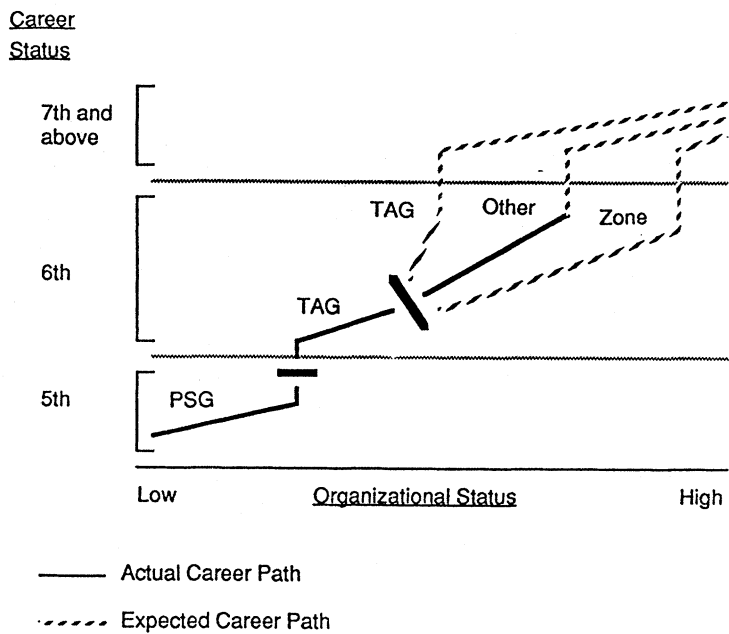 Career
Status
7th and
above
TAG
Other
Zone
6th
TAG
5th
PSG
Low
Organizational Status
High
Actual Career Path
Expected Career Path